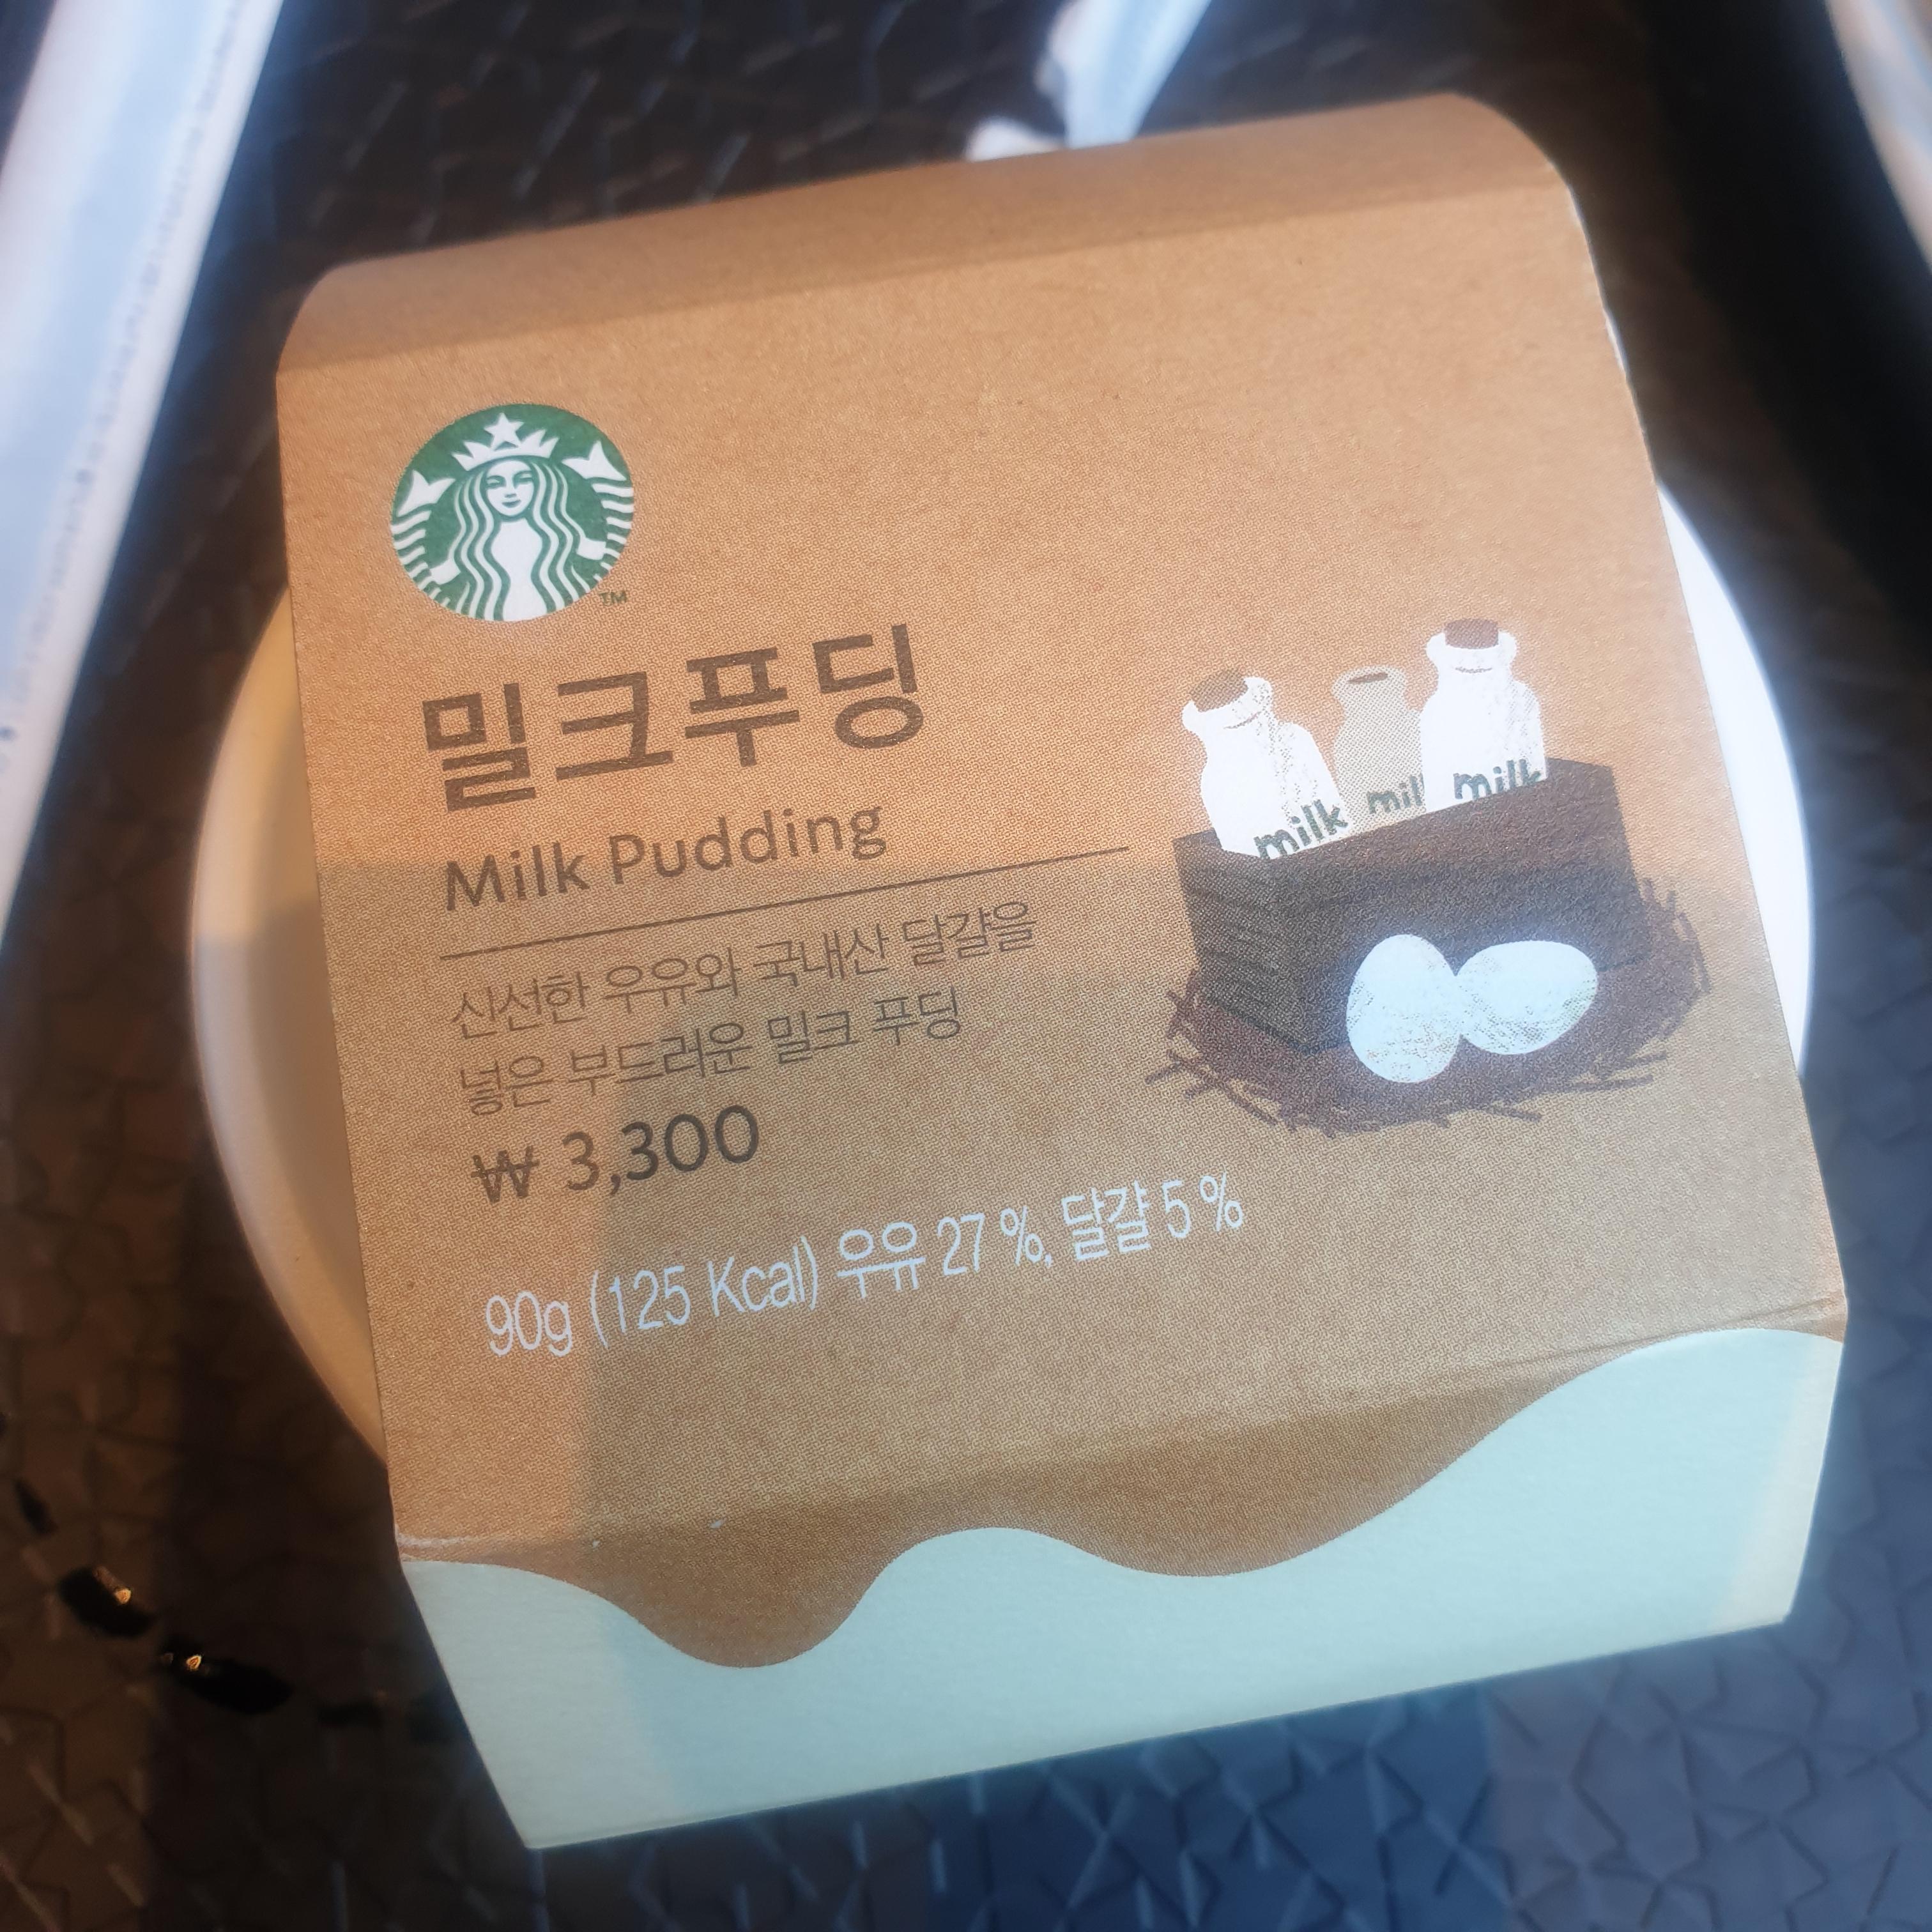 TM
밀크푸딩
Milk Pudding
신선한 우유와 국내산 달걀을
넣은 부드러운 밀크 푸딩
₩ 3,300
90g (125 Kcal) 우유 27 %, 달걀 5 %
milk
mil
milk